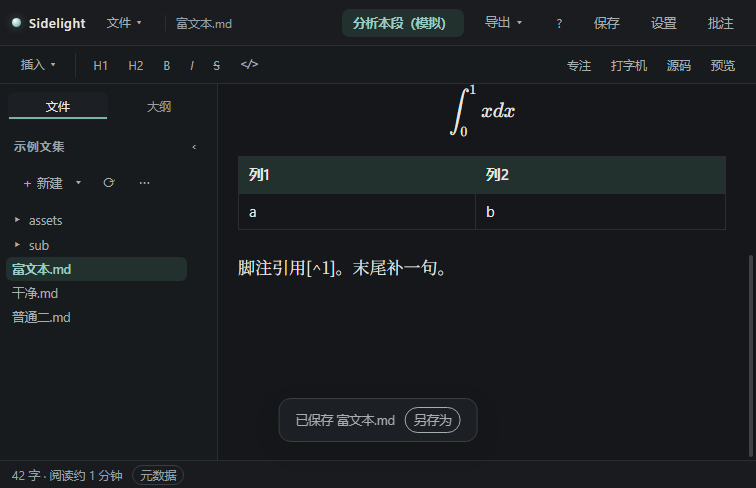 Sidelight 文件 富文本.md 分析本段（模拟） 导出 ? 保存 设置 批注
插入 H1 H2 B I S </> 专注 打字机 源码 预览
文件 大纲
∫₀¹ xdx
示例文集 ‹
列1 列2
+ 新建 ···
a b
assets
sub
脚注引用[^1]。末尾补一句。
富文本.md
干净.md
普通二.md
已保存 富文本.md 另存为
42 字 · 阅读约 1 分钟 元数据